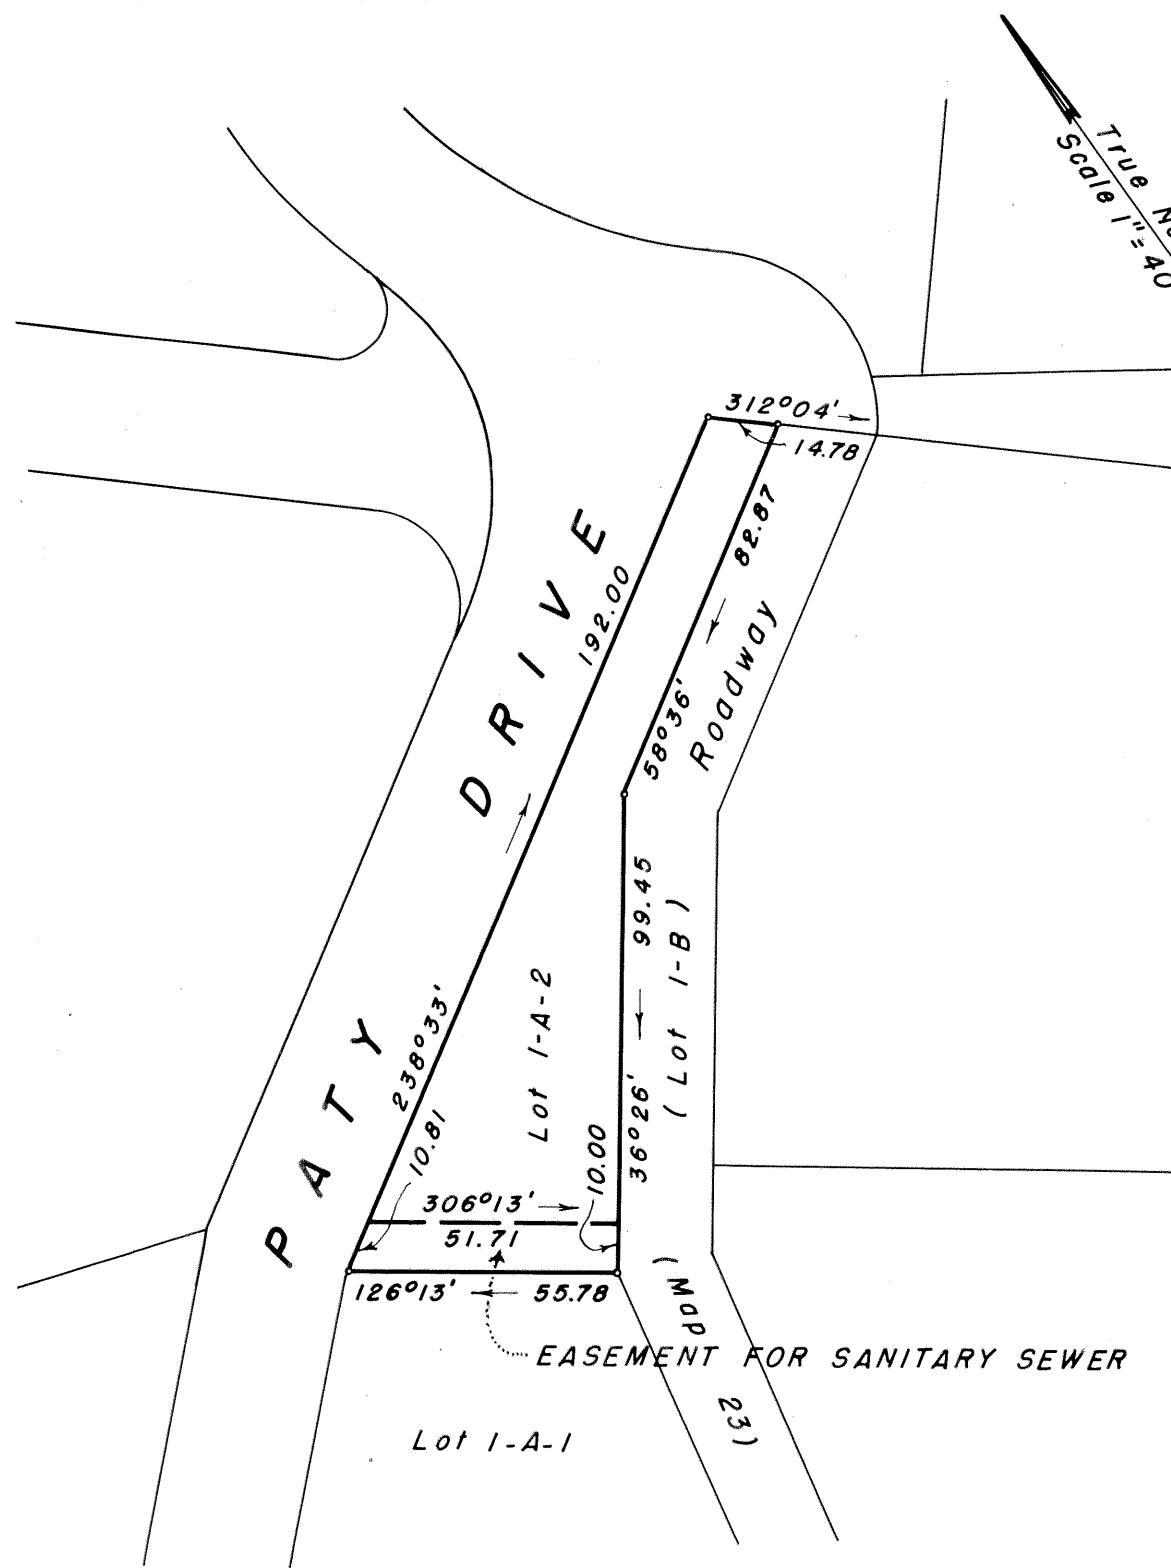 True No
Scale 1"=40
312°04'
14.78
82.87
58°36'
Roadway
192.00
PATY DRIVE
99.45
36°26'
(Lot 1-B)
Lot 1-A-2
238°33'
10.81
10.00
306°13'
51.71
126°13'
55.78
(Map 23)
EASEMENT FOR SANITARY SEWER
Lot 1-A-1